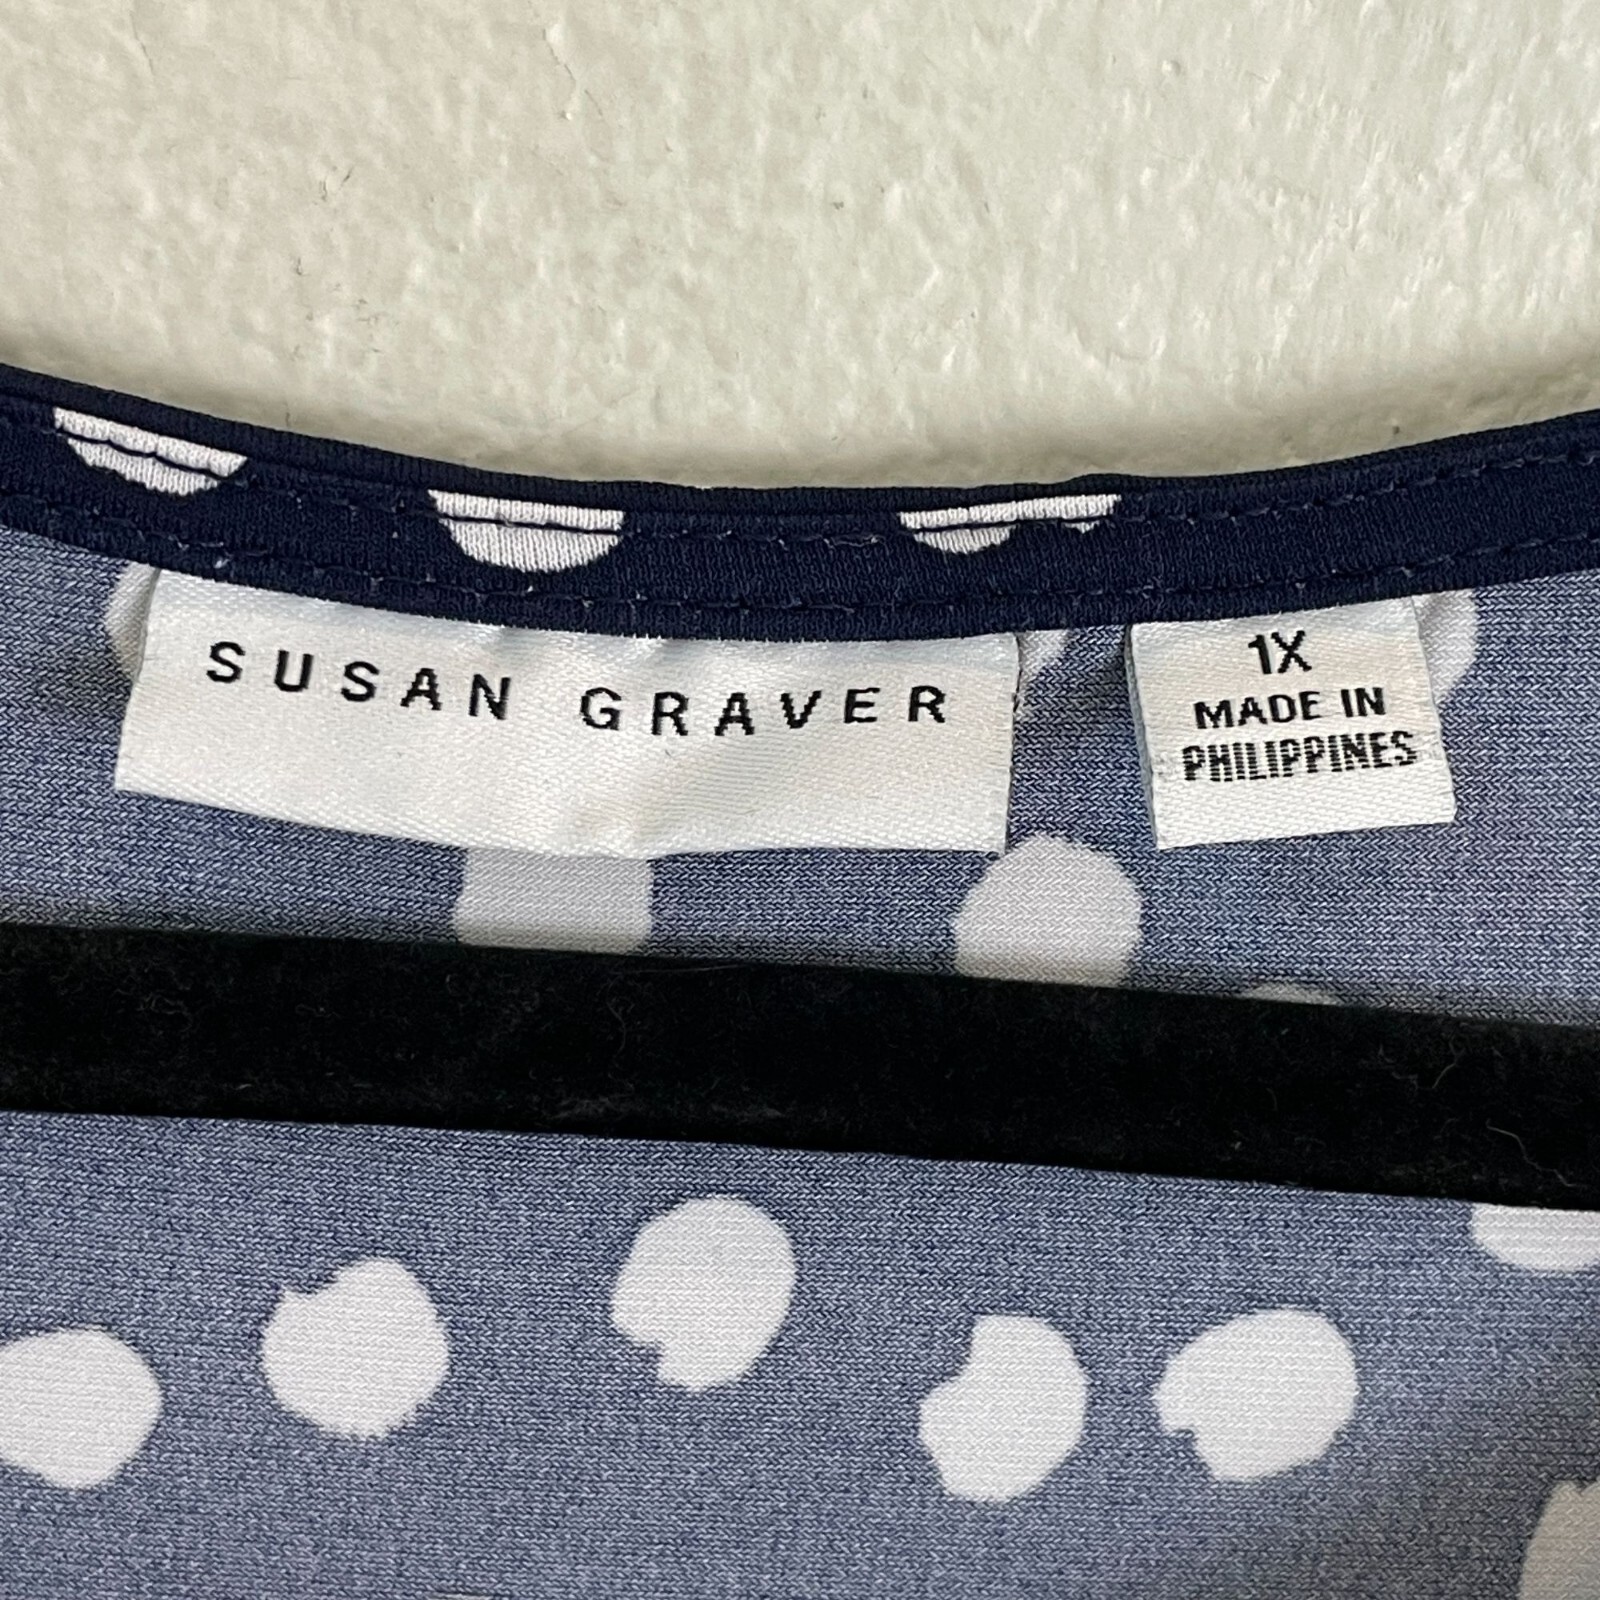 SUSAN GRAVER
1X
MADE IN
PHILIPPINES